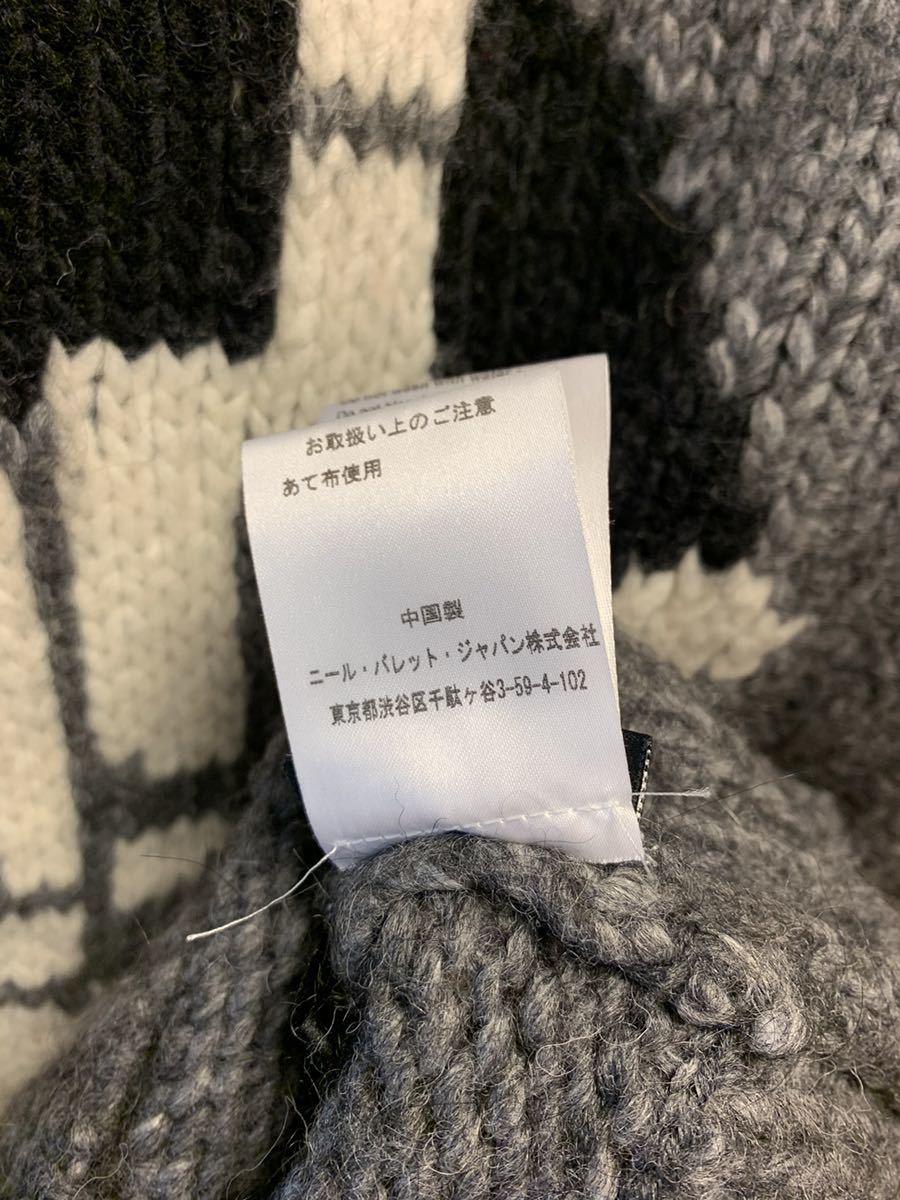 お取扱い上のご注意
あて布使用
中国製
ニール・バレット・ジャパン株式会社
東京都渋谷区千駄ヶ谷3-59-4-102